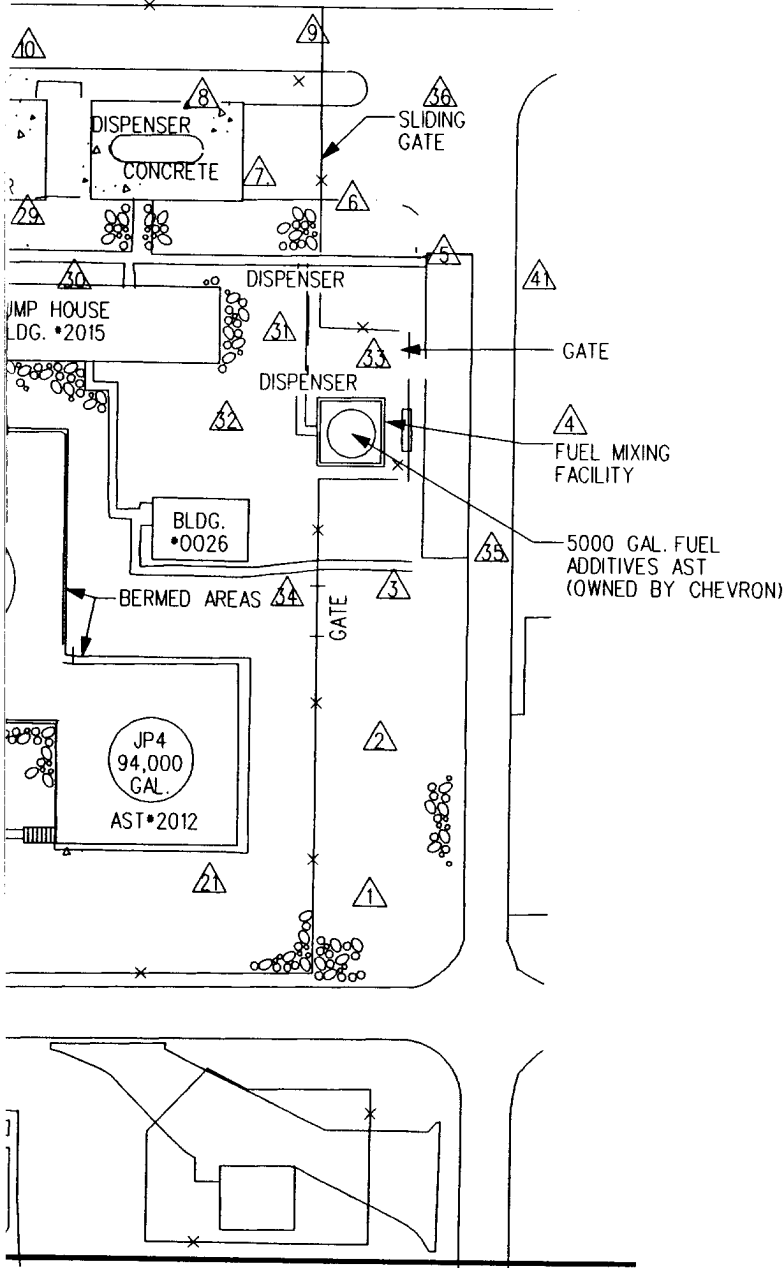 9
10
36
8
SLIDING
GATE
DISPENSER
CONCRETE
7
6
29
5
30
DISPENSER
41
UMP HOUSE
LDG. *2015
31
33
GATE
DISPENSER
32
4
FUEL MIXING
FACILITY
BLDG.
*0026
35
5000 GAL. FUEL
ADDITIVES AST
(OWNED BY CHEVRON)
BERMED AREAS
34
3
GATE
2
JP4
94,000
GAL.
AST*2012
21
1